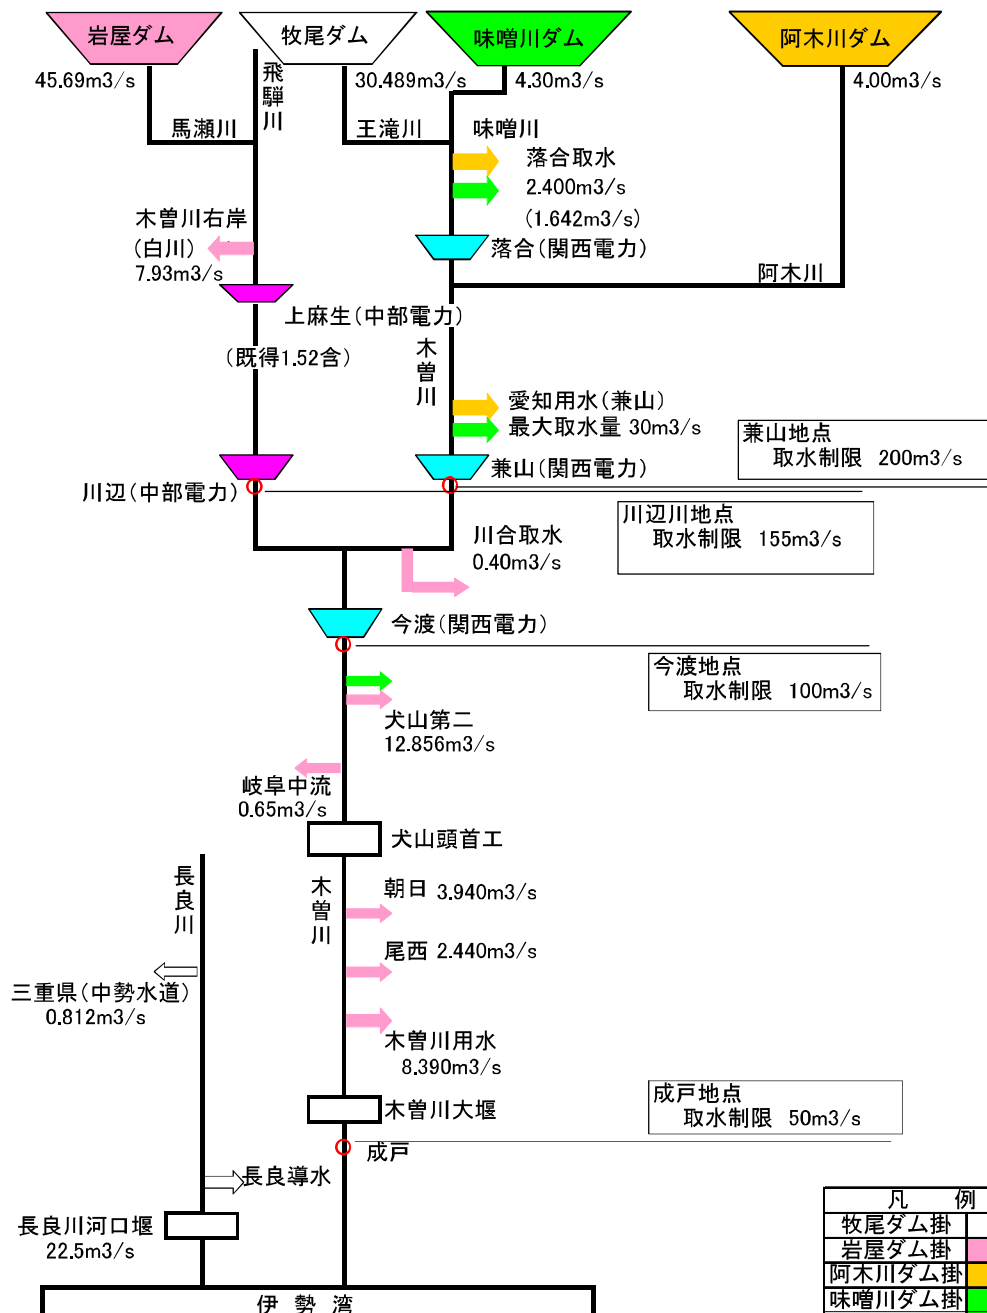 岩屋ダム
牧尾ダム
味噌川ダム
阿木川ダム
45.69m3/s
飛騨川
30.489m3/s
4.30m3/s
4.00m3/s
馬瀬川
王滝川
味噌川
落合取水
2.400m3/s
(1.642m3/s)
木曽川右岸
(白川)
7.93m3/s
落合(関西電力)
阿木川
上麻生(中部電力)
(既得1.52含)
木曽川
愛知用水(兼山)
最大取水量 30m3/s
兼山地点
取水制限 200m3/s
兼山(関西電力)
川辺(中部電力)
川辺川地点
取水制限 155m3/s
川合取水
0.40m3/s
今渡(関西電力)
今渡地点
取水制限 100m3/s
犬山第二
12.856m3/s
岐阜中流
0.65m3/s
犬山頭首工
長良川
木曽川
朝日 3.940m3/s
尾西 2.440m3/s
三重県(中勢水道)
0.812m3/s
木曽川用水
8.390m3/s
木曽川大堰
成戸地点
取水制限 50m3/s
成戸
長良導水
長良川河口堰
22.5m3/s
凡 例
牧尾ダム掛
岩屋ダム掛
阿木川ダム掛
味噌川ダム掛
伊 勢 湾